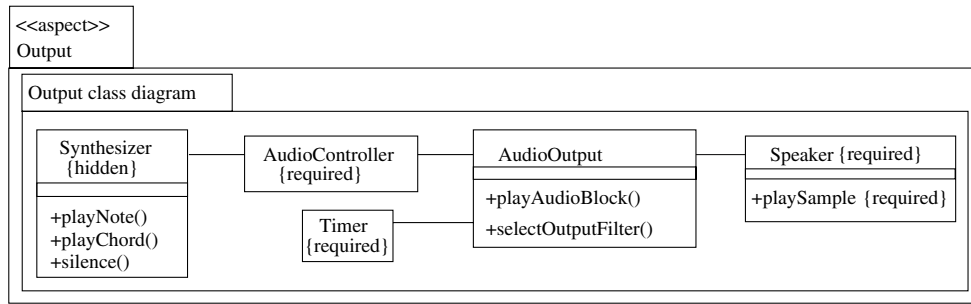 <<aspect>>
Output
Output class diagram
Synthesizer
{hidden}
+playNote()
+playChord()
+silence()
AudioController
{required}
Timer
{required}
AudioOutput
+playAudioBlock()
+selectOutputFilter()
Speaker {required}
+playSample {required}